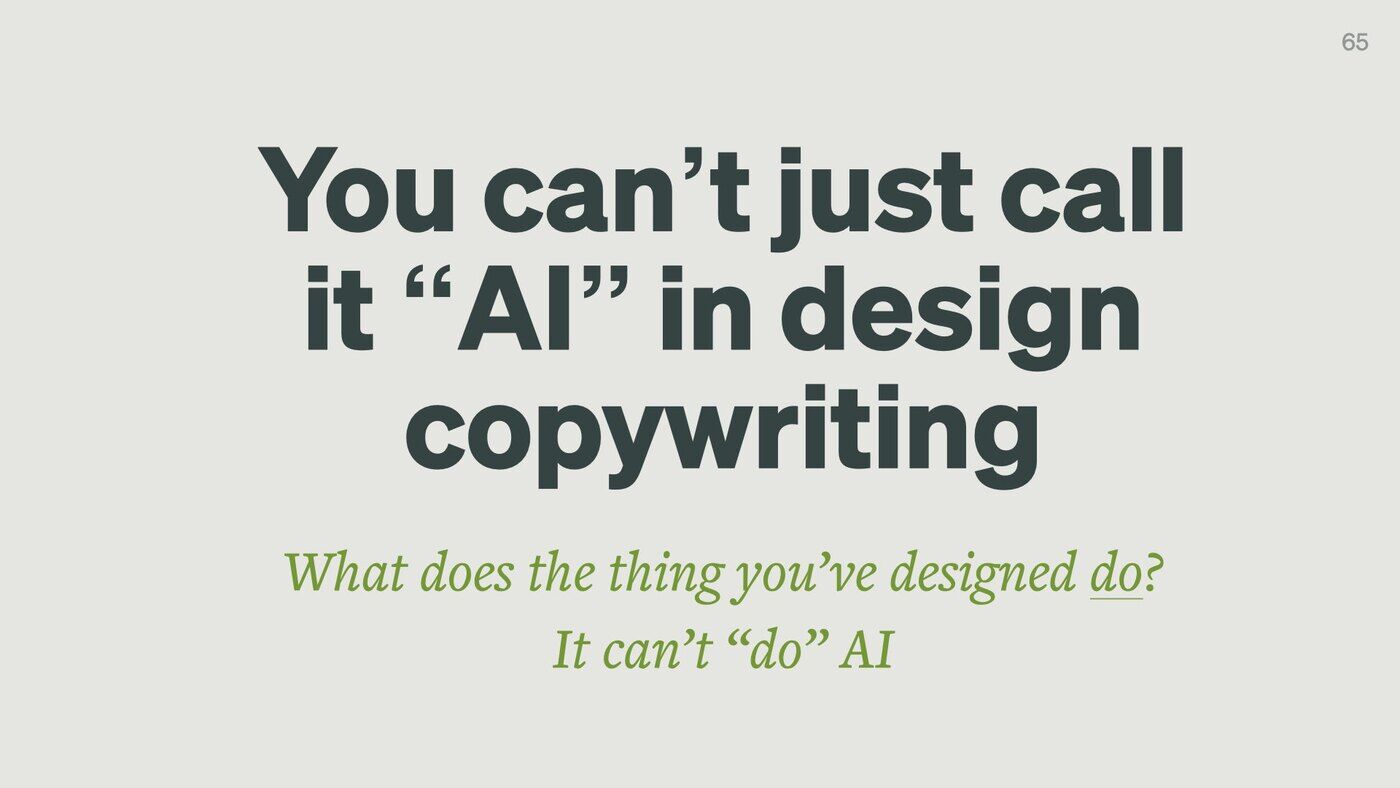 65
You can’t just call
it “AI” in design
copywriting
What does the thing you’ve designed do?
It can’t “do” AI